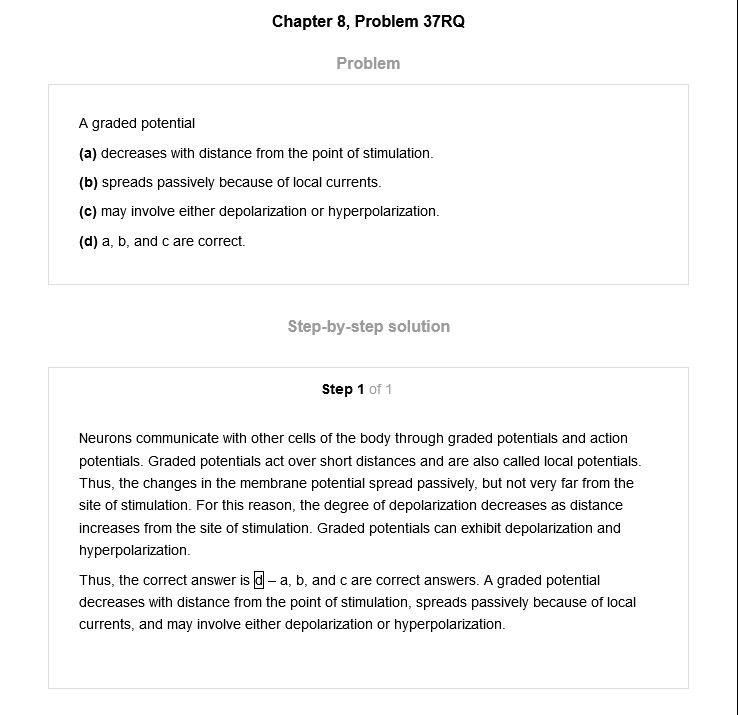 Chapter 8, Problem 37RQ
Problem
A graded potential
(a) decreases with distance from the point of stimulation.
(b) spreads passively because of local currents.
(c) may involve either depolarization or hyperpolarization.
(d) a, b, and c are correct.
Step-by-step solution
Step 1 of 1
Neurons communicate with other cells of the body through graded potentials and action
potentials. Graded potentials act over short distances and are also called local potentials.
Thus, the changes in the membrane potential spread passively, but not very far from the
site of stimulation. For this reason, the degree of depolarization decreases as distance
increases from the site of stimulation. Graded potentials can exhibit depolarization and
hyperpolarization.
Thus, the correct answer is d – a, b, and c are correct answers. A graded potential
decreases with distance from the point of stimulation, spreads passively because of local
currents, and may involve either depolarization or hyperpolarization.